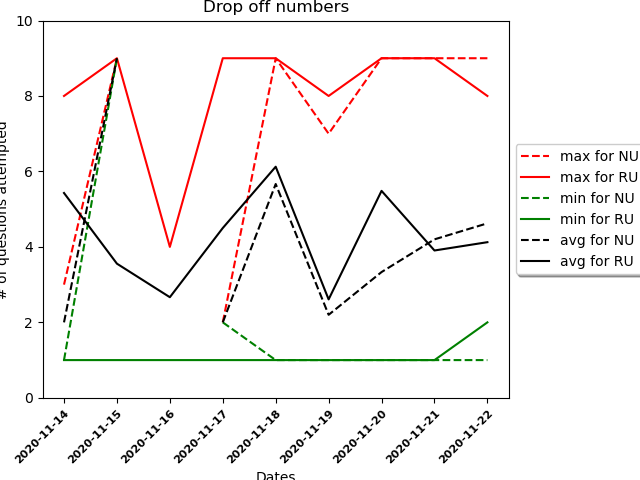 Drop off numbers
# of questions attempted
10
8
6
4
2
0
2020-11-14
2020-11-15
2020-11-16
2020-11-17
2020-11-18
2020-11-19
2020-11-20
2020-11-21
2020-11-22
Dates
max for NU
max for RU
min for NU
min for RU
avg for NU
avg for RU